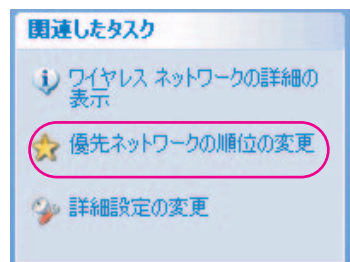 関連したタスク
ワイヤレス ネットワークの詳細の
表示
優先ネットワークの順位の変更
詳細設定の変更